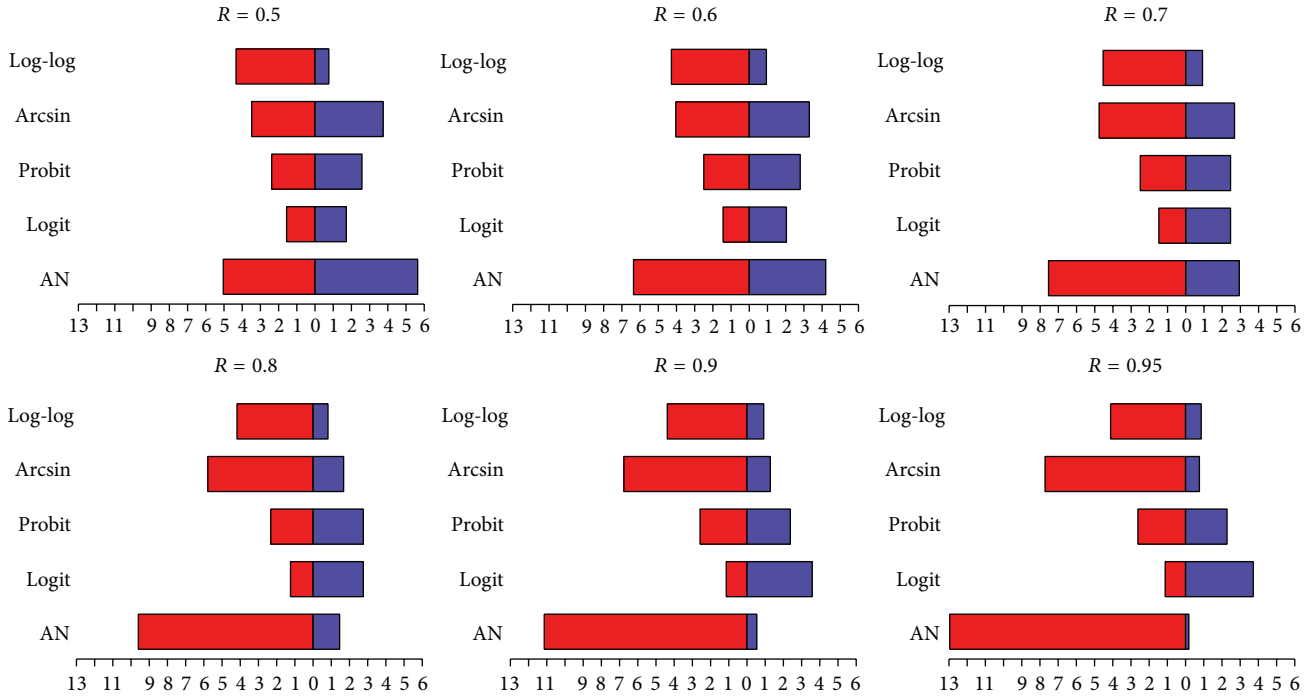 R = 0.5
Log-log
Arcsin
Probit
Logit
AN
13 11 9 8 7 6 5 4 3 2 1 0 1 2 3 4 5 6
R = 0.6
Log-log
Arcsin
Probit
Logit
AN
13 11 9 8 7 6 5 4 3 2 1 0 1 2 3 4 5 6
R = 0.7
Log-log
Arcsin
Probit
Logit
AN
13 11 9 8 7 6 5 4 3 2 1 0 1 2 3 4 5 6
R = 0.8
Log-log
Arcsin
Probit
Logit
AN
13 11 9 8 7 6 5 4 3 2 1 0 1 2 3 4 5 6
R = 0.9
Log-log
Arcsin
Probit
Logit
AN
13 11 9 8 7 6 5 4 3 2 1 0 1 2 3 4 5 6
R = 0.95
Log-log
Arcsin
Probit
Logit
AN
13 11 9 8 7 6 5 4 3 2 1 0 1 2 3 4 5 6